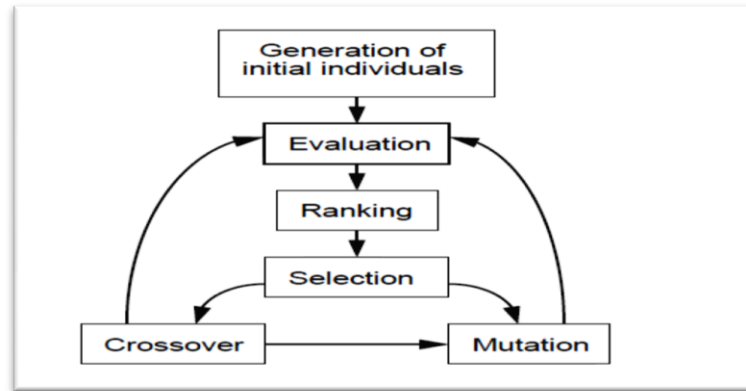 Generation of
initial individuals
Evaluation
Ranking
Selection
Crossover
Mutation